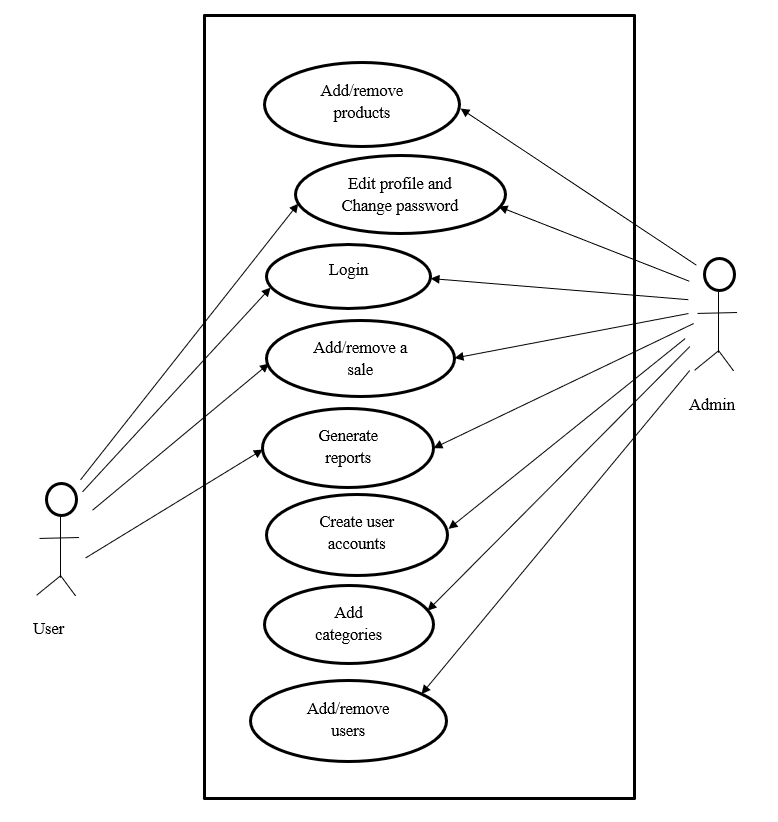 Add/remove
products
Edit profile and
Change password
Login
Add/remove a
sale
Generate
reports
Create user
accounts
Add
categories
Add/remove
users
Admin
User